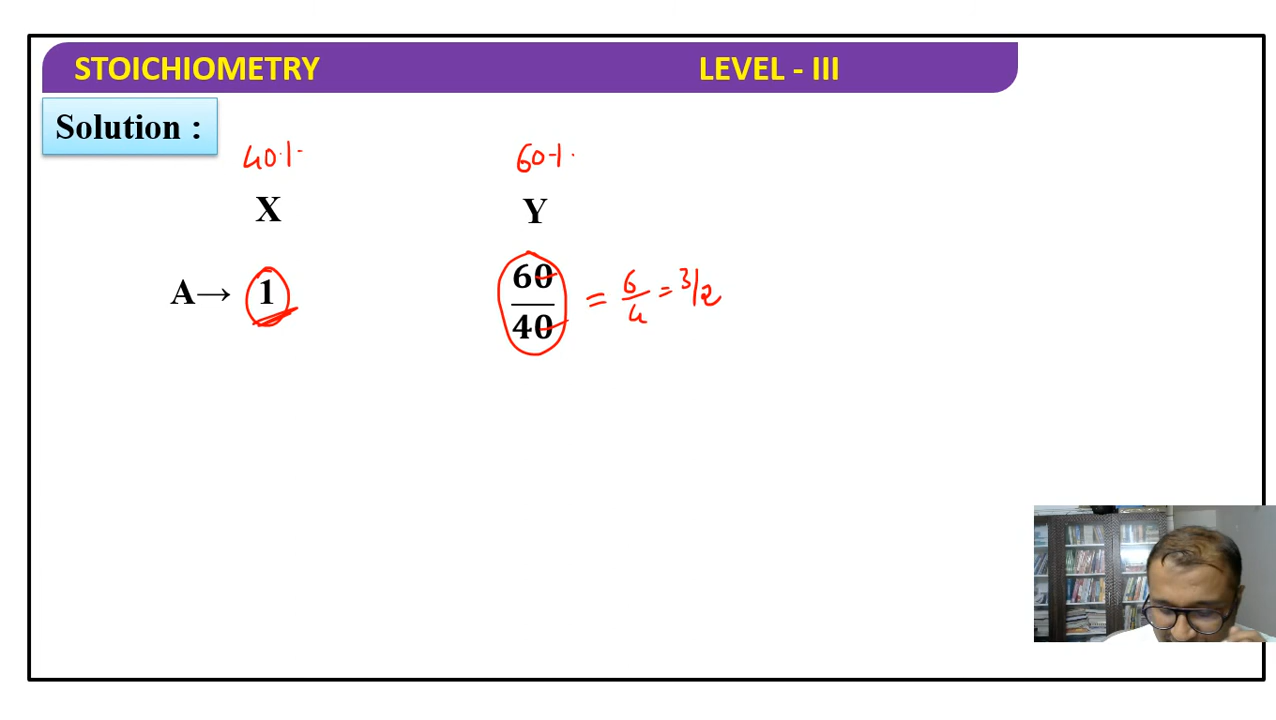 STOICHIOMETRY LEVEL - III
Solution :
40% 60%
X Y
A→ 1 60/40 = 6/4 = 3/2